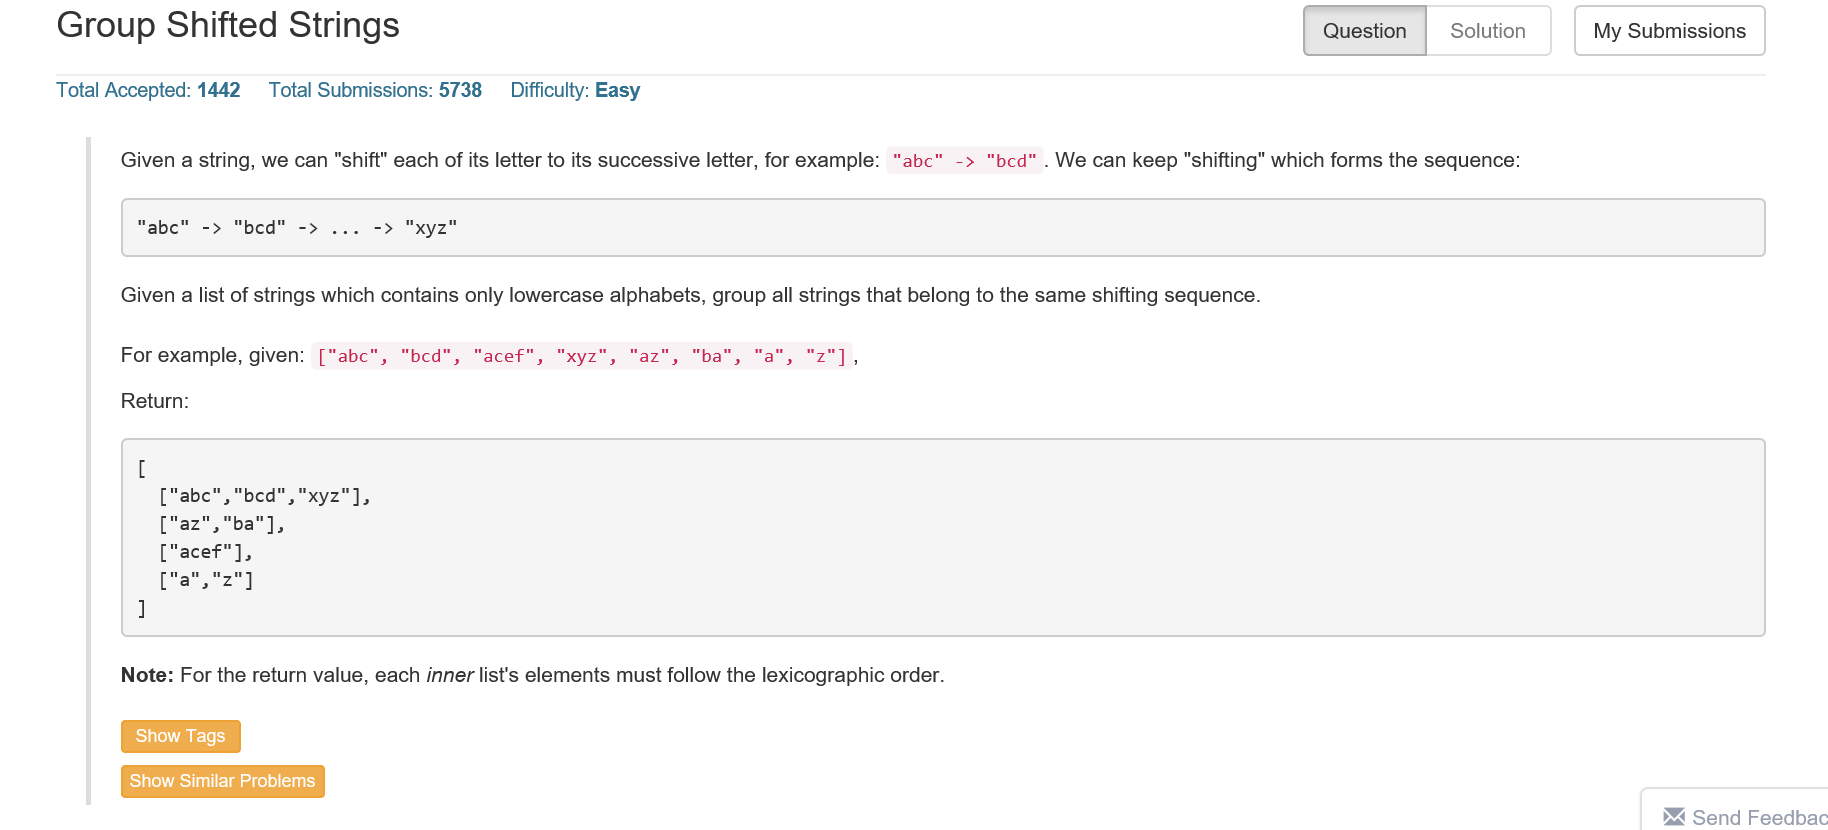 Group Shifted Strings
Question Solution My Submissions
Total Accepted: 1442 Total Submissions: 5738 Difficulty: Easy
Given a string, we can "shift" each of its letter to its successive letter, for example: "abc" -> "bcd" . We can keep "shifting" which forms the sequence:
"abc" -> "bcd" -> ... -> "xyz"
Given a list of strings which contains only lowercase alphabets, group all strings that belong to the same shifting sequence.
For example, given: ["abc", "bcd", "acef", "xyz", "az", "ba", "a", "z"] ,
Return:
[
  ["abc","bcd","xyz"],
  ["az","ba"],
  ["acef"],
  ["a","z"]
]
Note: For the return value, each inner list's elements must follow the lexicographic order.
Show Tags
Show Similar Problems
Send Feedbac